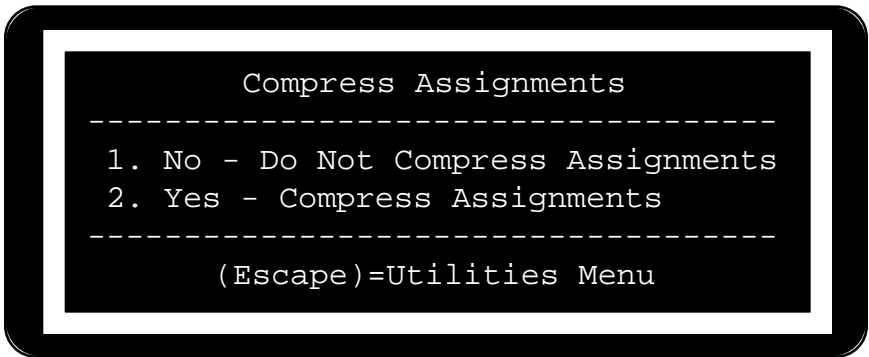 Compress Assignments
------------------------------------
1. No - Do Not Compress Assignments
2. Yes - Compress Assignments
------------------------------------
(Escape)=Utilities Menu